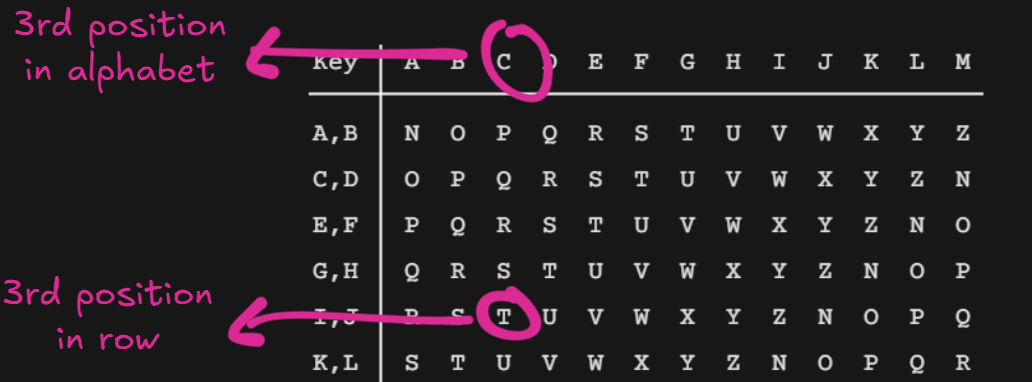 3rd position
in alphabet
Key A B C D E F G H I J K L M
A,B N O P Q R S T U V W X Y Z
C,D O P Q R S T U V W X Y Z N
E,F P Q R S T U V W X Y Z N O
G,H Q R S T U V W X Y Z N O P
3rd position
in row
I,J R S T U V W X Y Z N O P Q
K,L S T U V W X Y Z N O P Q R